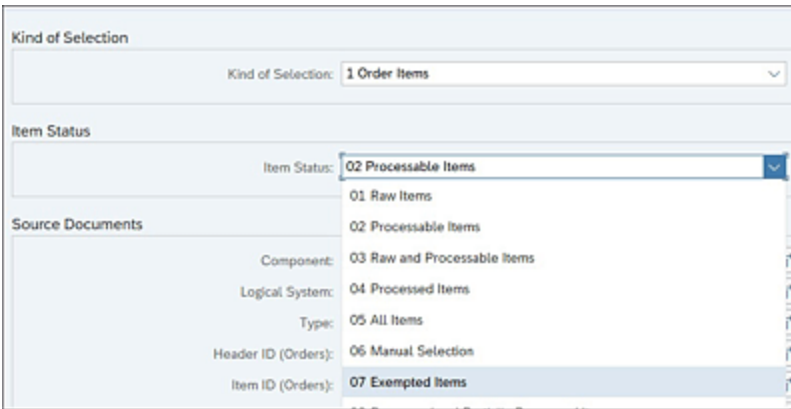 Kind of Selection
Kind of Selection: 1 Order Items
Item Status
Item Status: 02 Processable Items
01 Raw Items
02 Processable Items
Source Documents
Component: 03 Raw and Processable Items
Logical System: 04 Processed Items
Type: 05 All Items
Header ID (Orders): 06 Manual Selection
Item ID (Orders): 07 Exempted Items